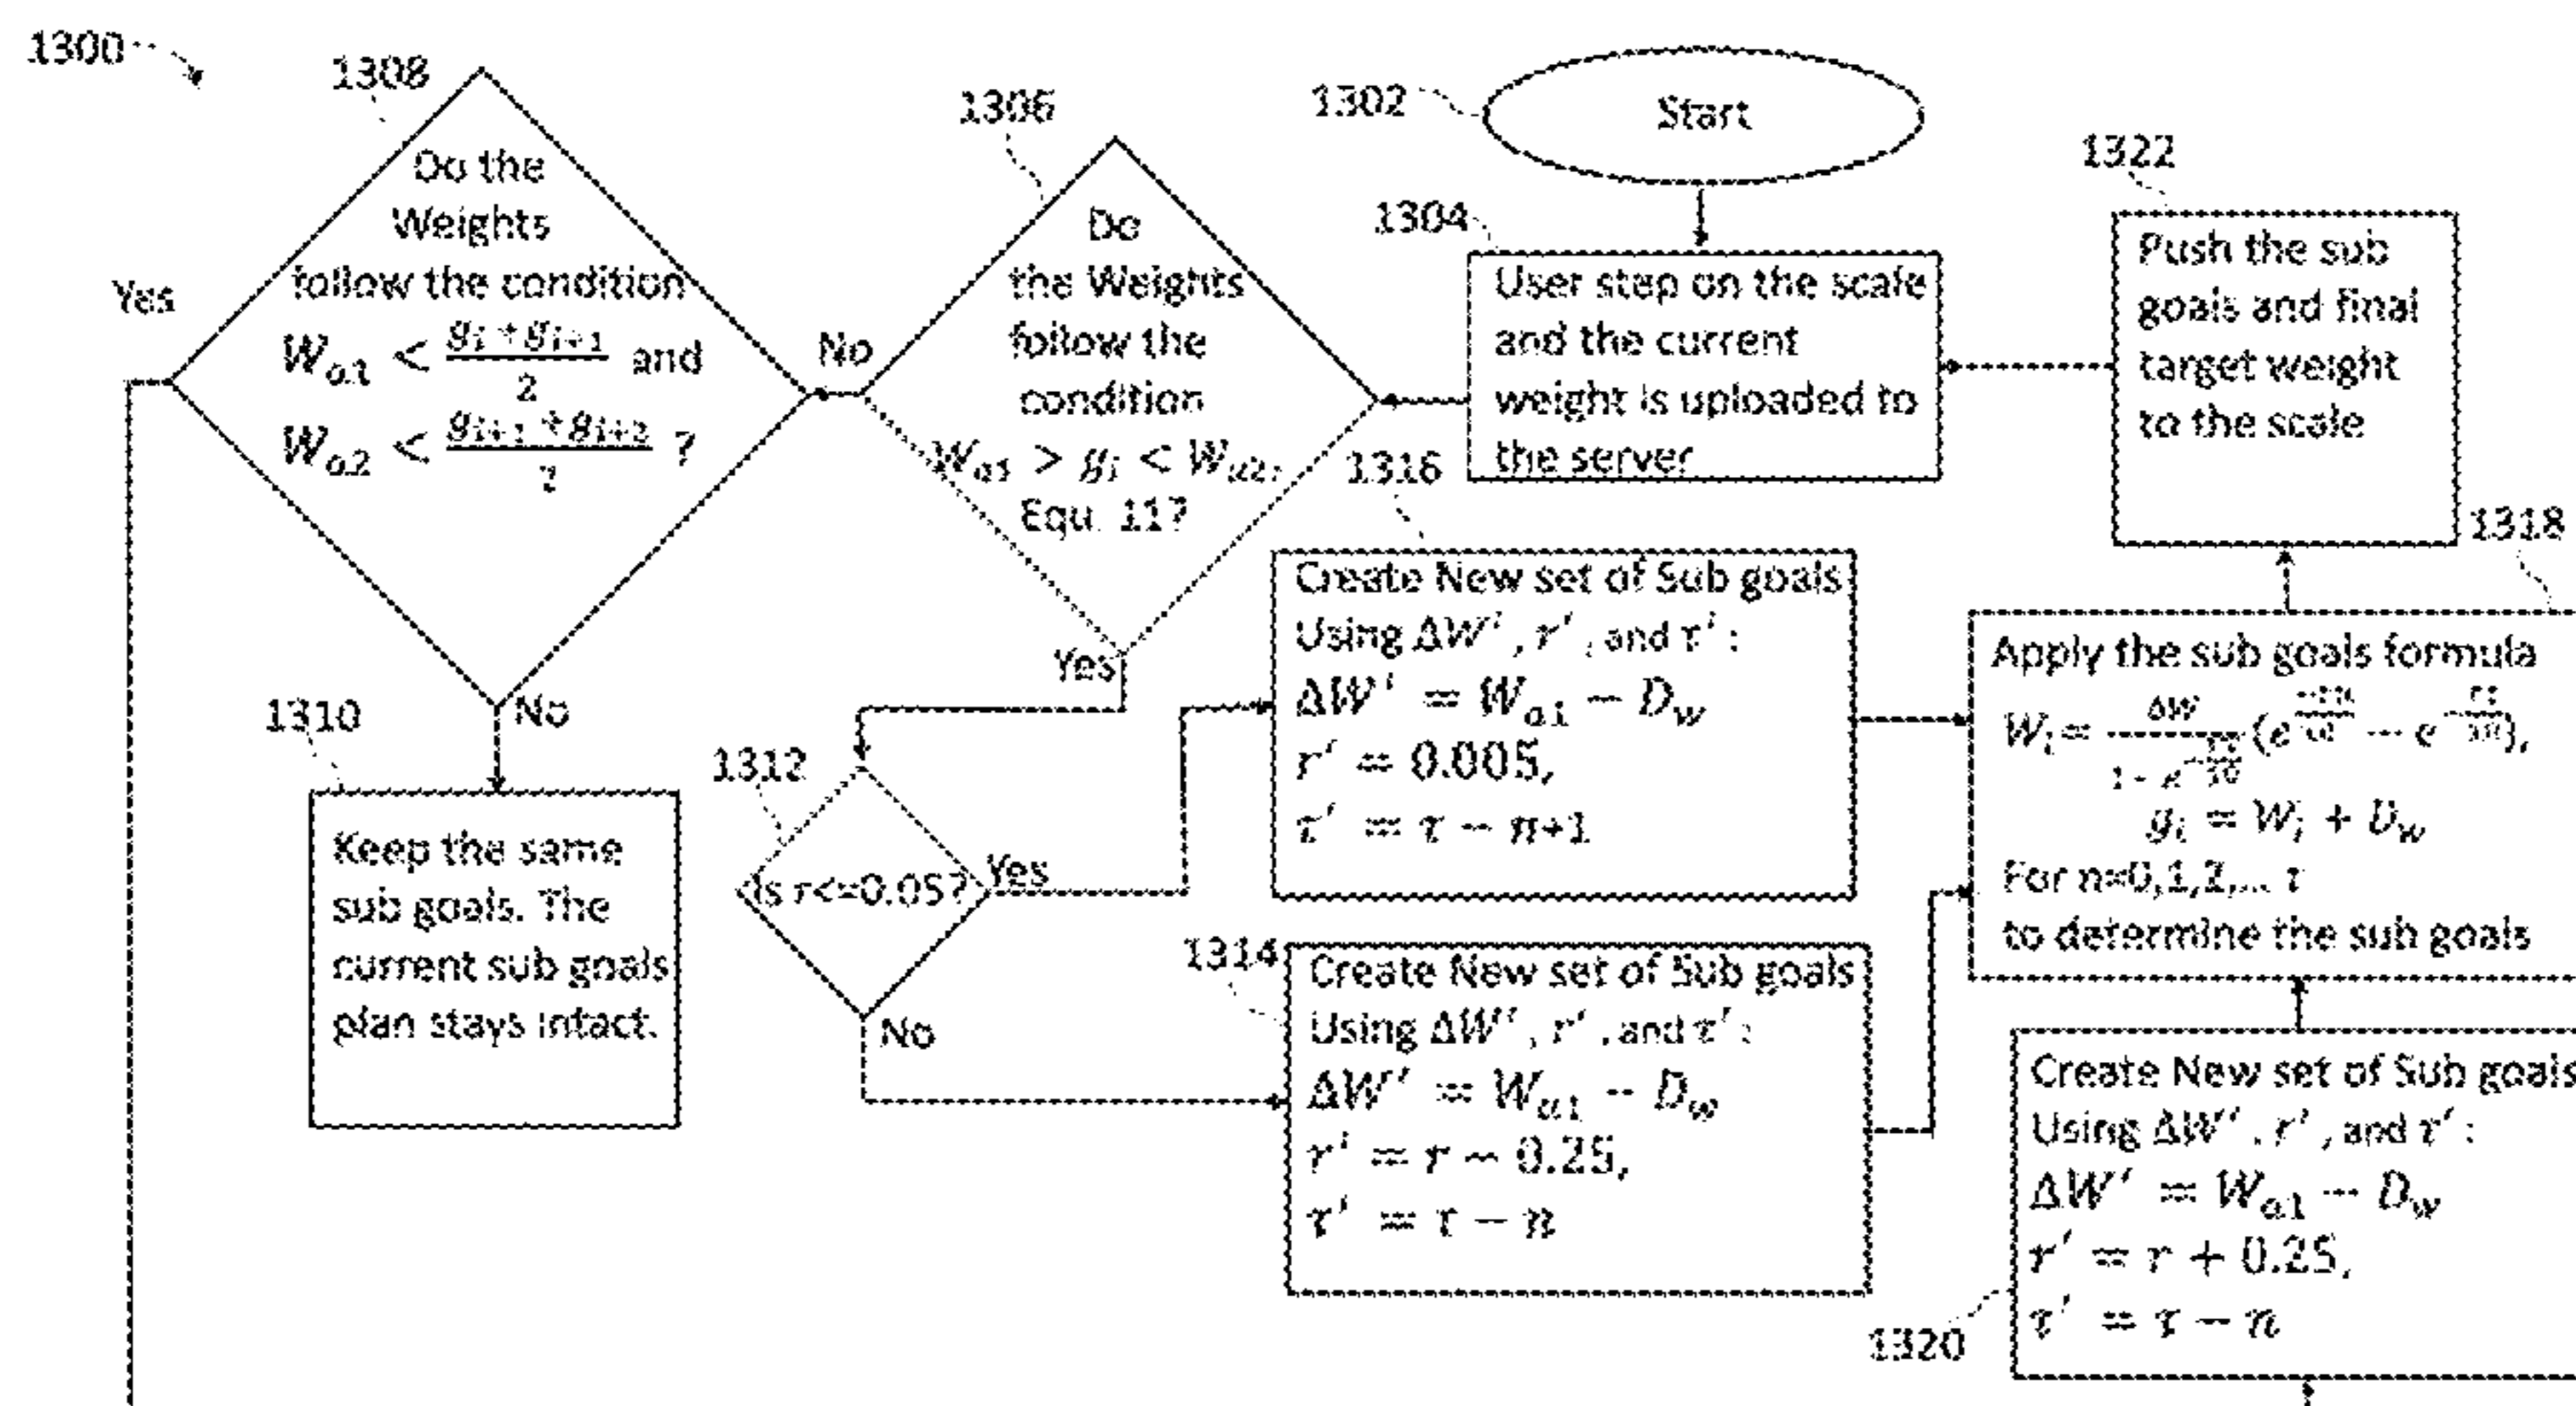 1300
1308
Do the
Weights
follow the condition
Yes
W_{a1} < \frac{g_i + g_{i+1}}{2} and
W_{a2} < \frac{g_{i+1} + g_{i+2}}{2} ?
No
1310
Keep the same
sub goals. The
current sub goals
plan stays intact.
1306
Do
the Weights
follow the
condition
W_{a1} > g_i < W_{a2},
Equ. 11?
No
Yes
1312
Is r<=0.05?
Yes
No
1302
Start
1304
User step on the scale
and the current
weight is uploaded to
the server
1316
Create New set of Sub goals
Using ΔW', r', and τ':
ΔW' = W_{a1} − D_w
r' = 0.005,
τ' = τ − n+1
1314
Create New set of Sub goals
Using ΔW', r', and τ':
ΔW' = W_{a1} − D_w
r' = r − 0.25,
τ' = τ − n
1322
Push the sub
goals and final
target weight
to the scale
1318
Apply the sub goals formula
g_i = W_i + D_w
For n=0,1,2,... τ
to determine the sub goals
Create New set of Sub goals
Using ΔW', r', and τ':
ΔW' = W_{a1} − D_w
r' = r + 0.25,
τ' = τ − n
1320